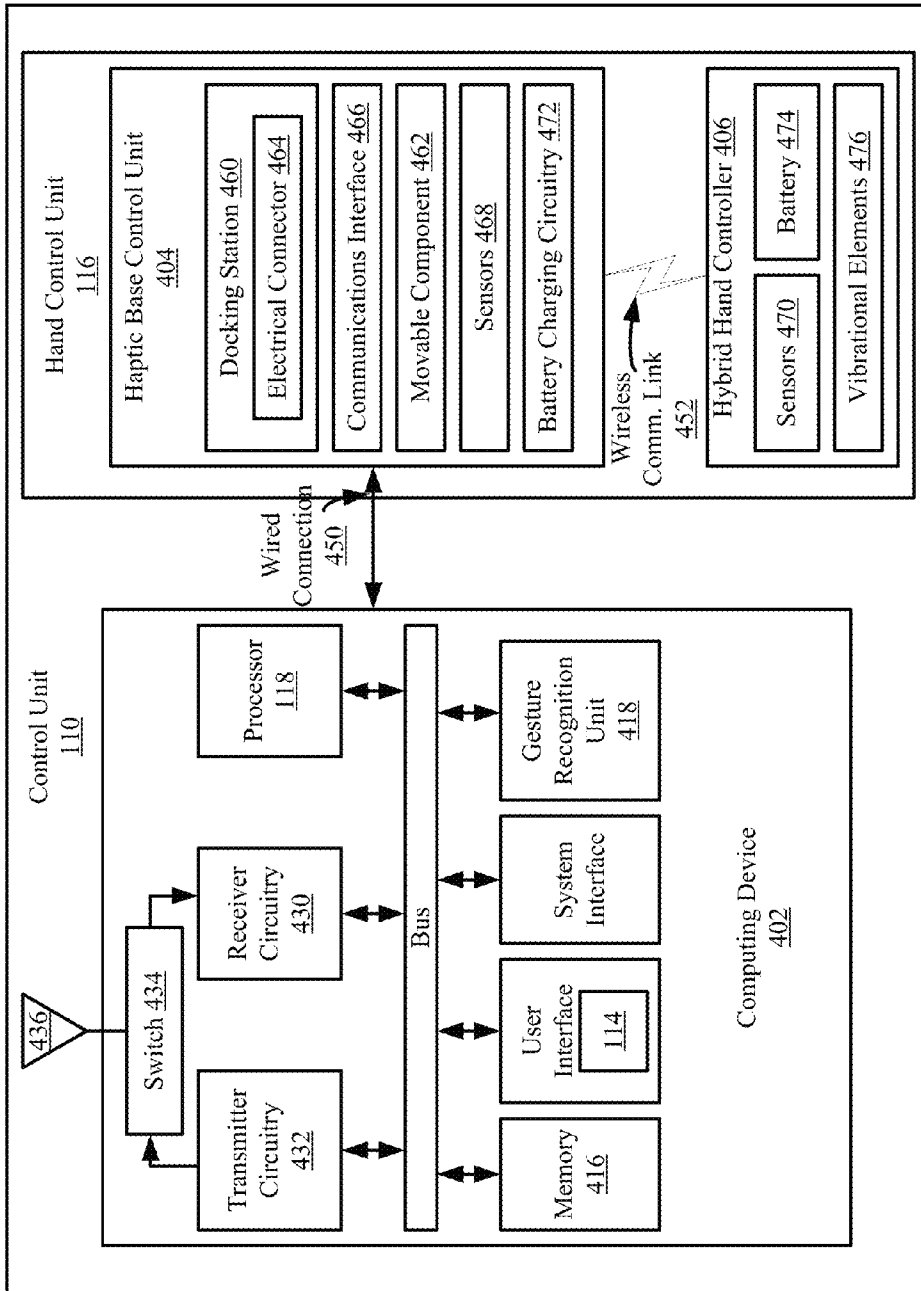 Control Unit
110
436
Switch 434
Transmitter
Circuitry
432
Receiver
Circuitry
430
Processor
118
Bus
Memory
416
User
Interface
114
System
Interface
Gesture
Recognition
Unit
418
Computing Device
402
Wired
Connection
450
Hand Control Unit
116
Haptic Base Control Unit
404
Docking Station 460
Electrical Connector 464
Communications Interface 466
Movable Component 462
Sensors 468
Battery Charging Circuitry 472
Wireless
Comm. Link
452
Hybrid Hand Controller 406
Sensors 470
Battery 474
Vibrational Elements 476